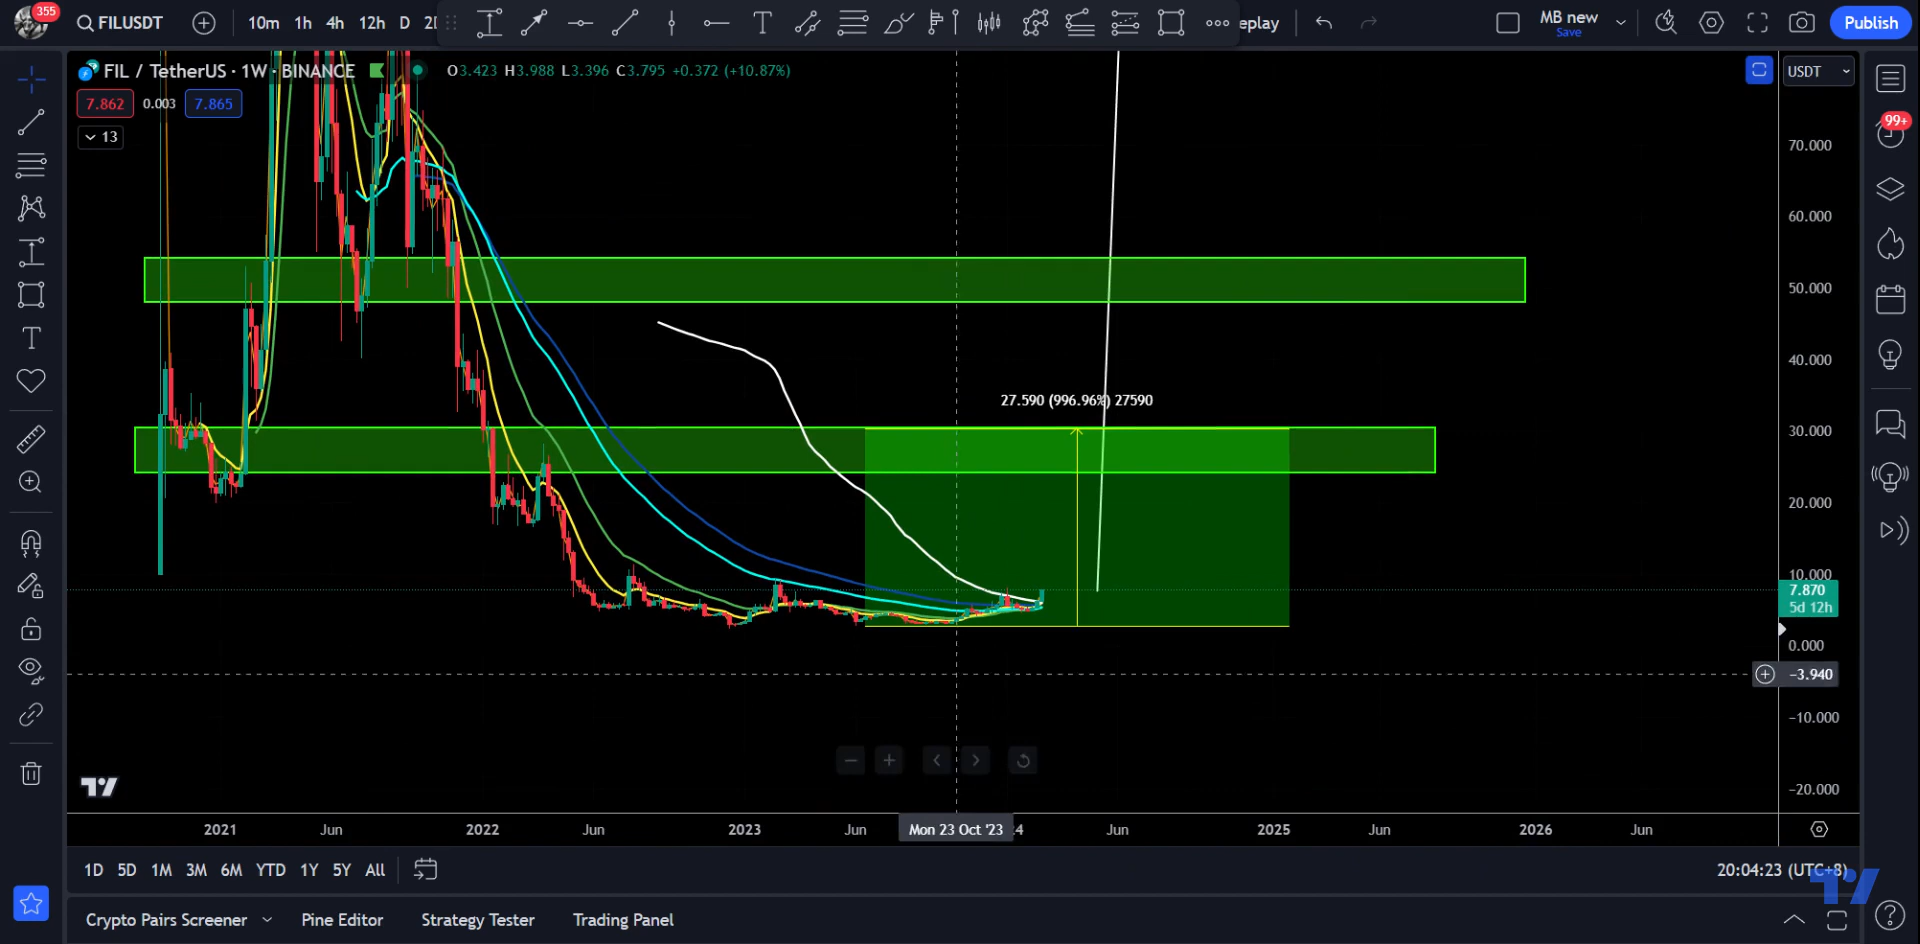 355
FILUSDT
10m 1h 4h 12h D
eplay
MB new
Save
Publish
FIL / TetherUS · 1W · BINANCE
O3.423 H3.988 L3.396 C3.795 +0.372 (+10.87%)
USDT
7.862 0.003 7.865
13
99+
70.000
60.000
50.000
40.000
27.590 (996.96%) 27590
30.000
20.000
10.000
7.870
5d 12h
0.000
−3.940
−10.000
−20.000
2021 Jun 2022 Jun 2023 Jun Mon 23 Oct '23 Jun 2025 Jun 2026 Jun
1D 5D 1M 3M 6M YTD 1Y 5Y All
20:04:23 (UTC+8)
Crypto Pairs Screener Pine Editor Strategy Tester Trading Panel